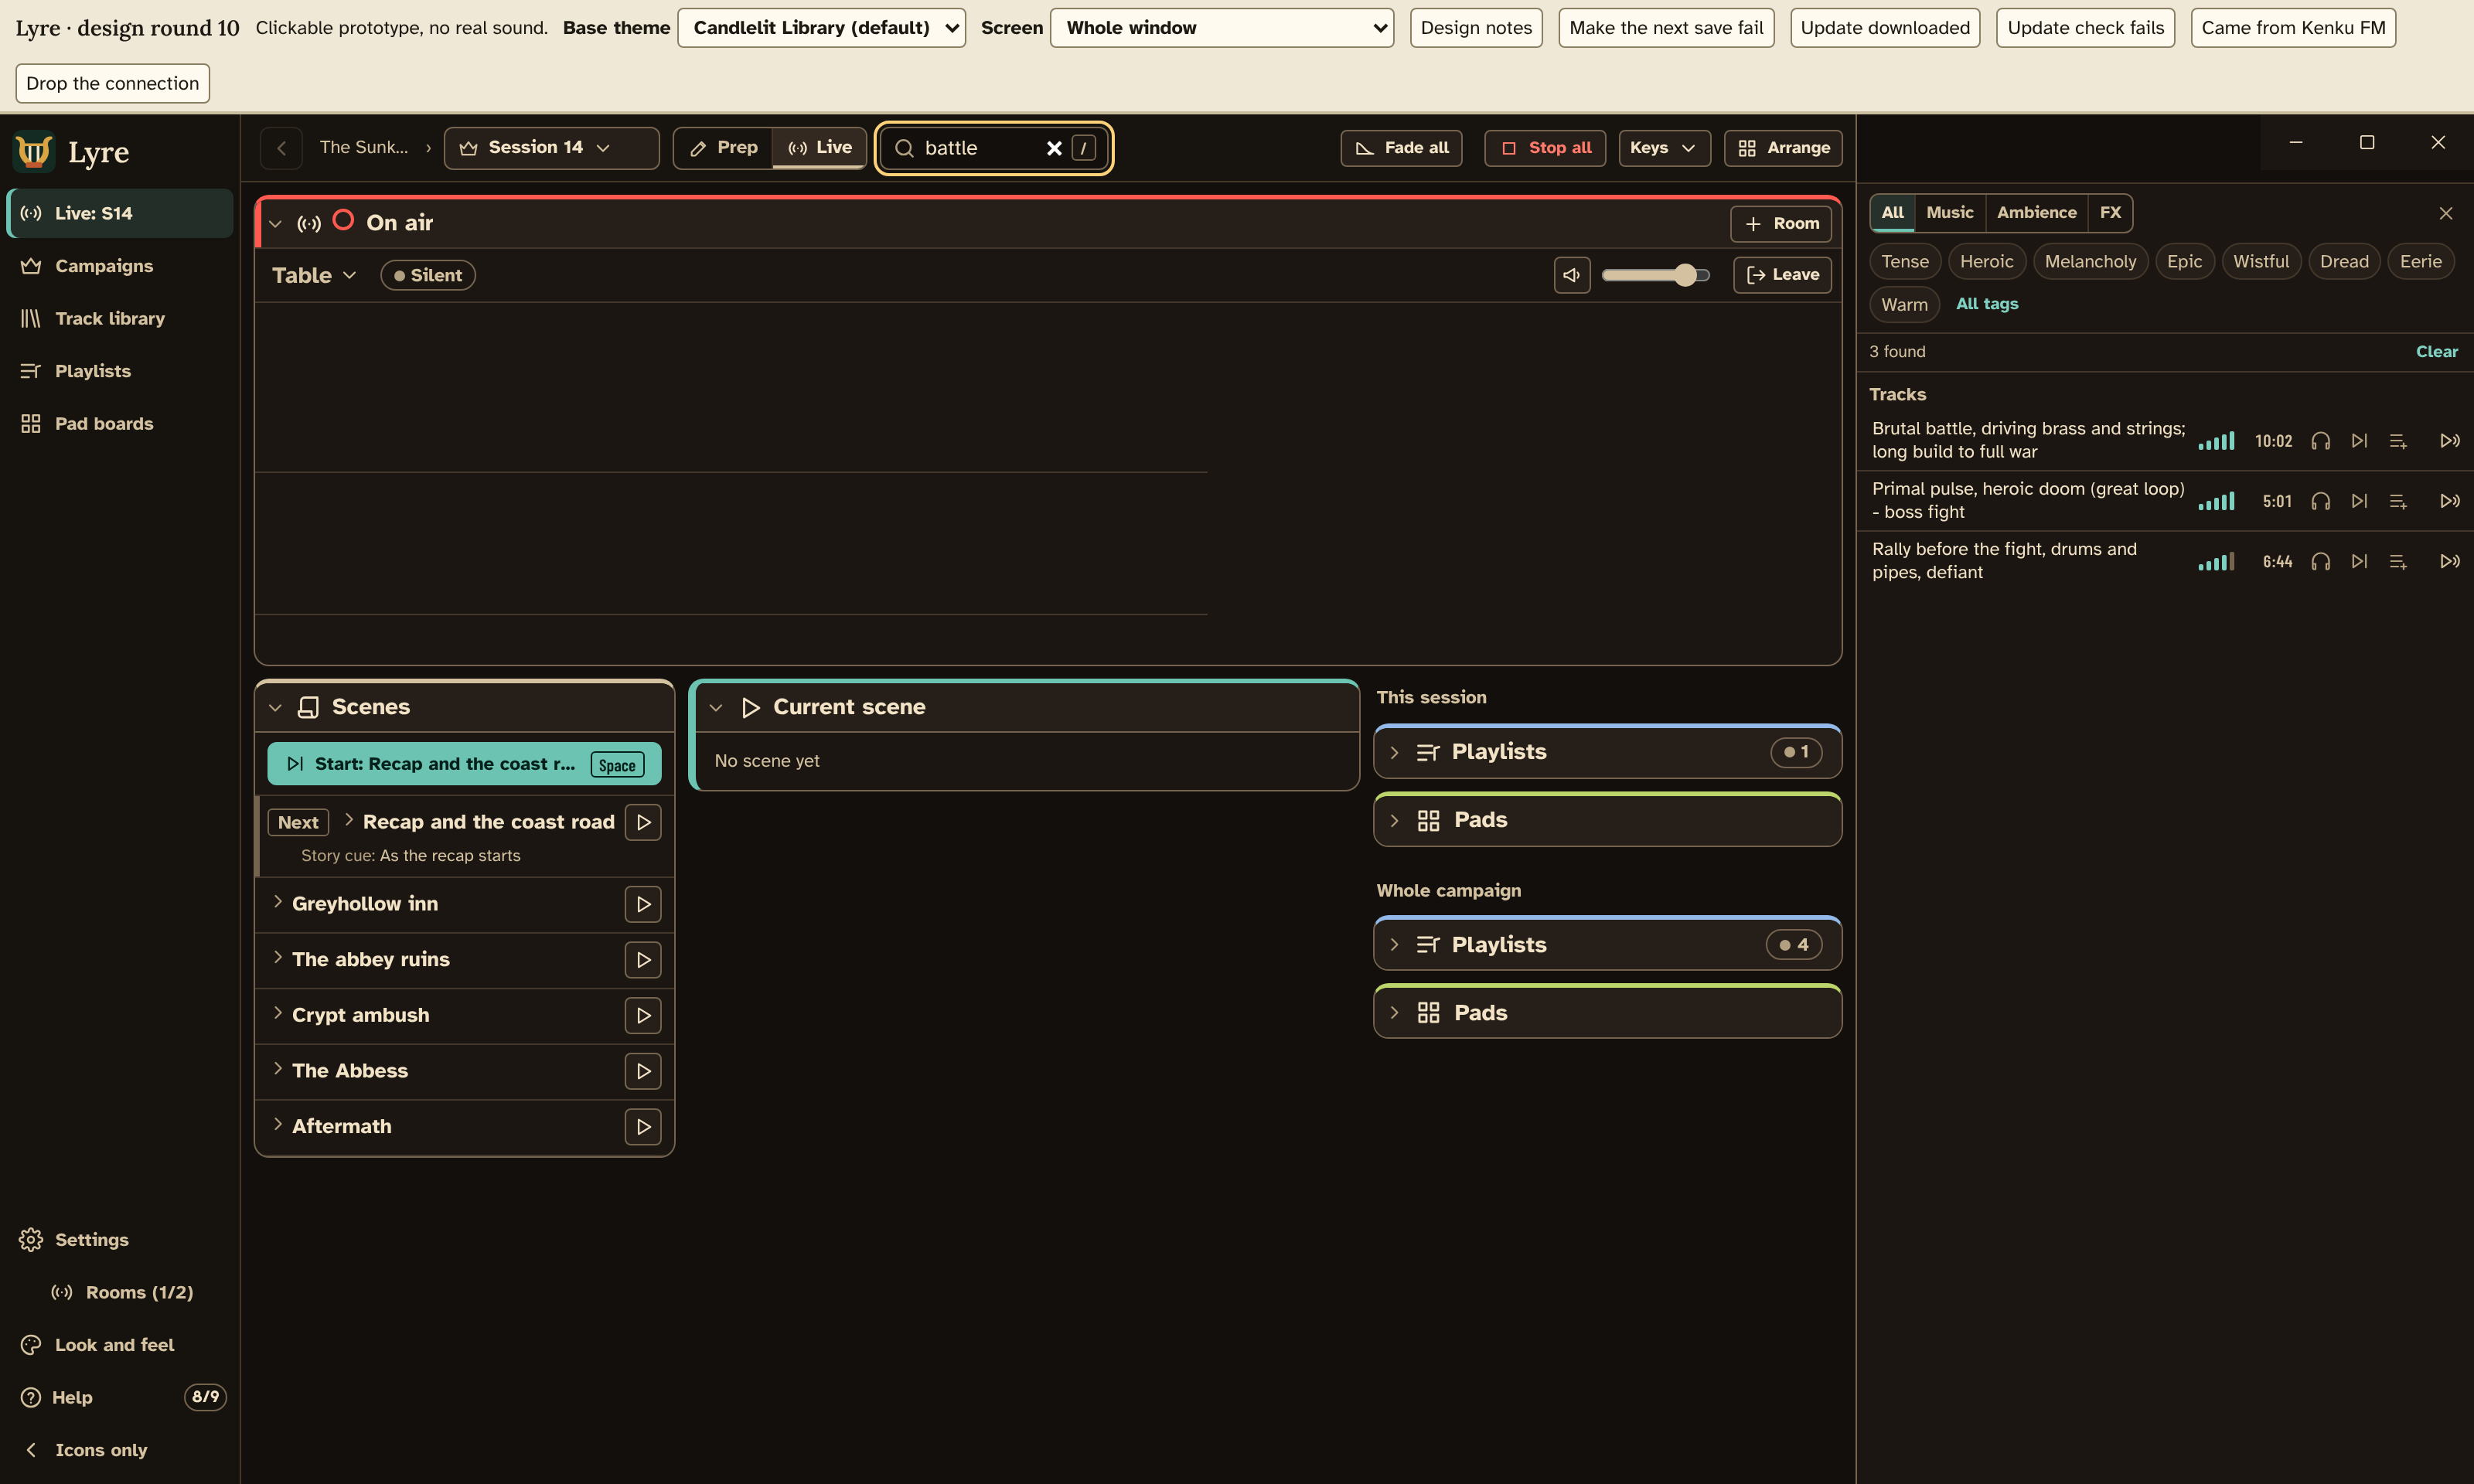 Lyre · design round 10 Clickable prototype, no real sound. Base theme Candlelit Library (default) Screen Whole window Design notes Make the next save fail Update downloaded Update check fails Came from Kenku FM
Drop the connection
Lyre
Live: S14
Campaigns
Track library
Playlists
Pad boards
Settings
Rooms (1/2)
Look and feel
Help 8/9
Icons only
The Sunk... › Session 14 Prep Live battle / Fade all Stop all Keys Arrange
On air Room
Table Silent Leave
Scenes
Start: Recap and the coast r... Space
Next Recap and the coast road
Story cue: As the recap starts
Greyhollow inn
The abbey ruins
Crypt ambush
The Abbess
Aftermath
Current scene
No scene yet
This session
Playlists 1
Pads
Whole campaign
Playlists 4
Pads
All Music Ambience FX
Tense Heroic Melancholy Epic Wistful Dread Eerie
Warm All tags
3 found Clear
Tracks
Brutal battle, driving brass and strings;
long build to full war
10:02
Primal pulse, heroic doom (great loop)
- boss fight
5:01
Rally before the fight, drums and
pipes, defiant
6:44